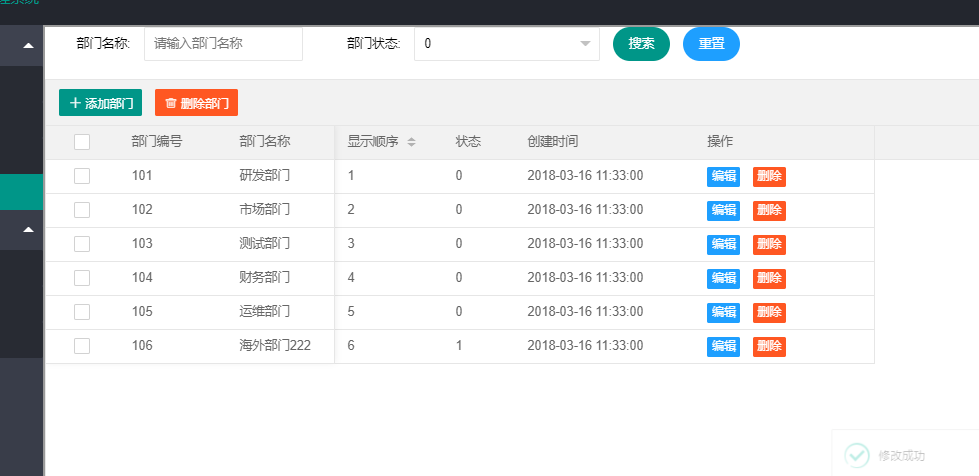 部门名称: 请输入部门名称 部门状态: 0 搜索 重置
添加部门 删除部门
部门编号 部门名称 显示顺序 状态 创建时间 操作
101 研发部门 1 0 2018-03-16 11:33:00 编辑 删除
102 市场部门 2 0 2018-03-16 11:33:00 编辑 删除
103 测试部门 3 0 2018-03-16 11:33:00 编辑 删除
104 财务部门 4 0 2018-03-16 11:33:00 编辑 删除
105 运维部门 5 0 2018-03-16 11:33:00 编辑 删除
106 海外部门222 6 1 2018-03-16 11:33:00 编辑 删除
修改成功